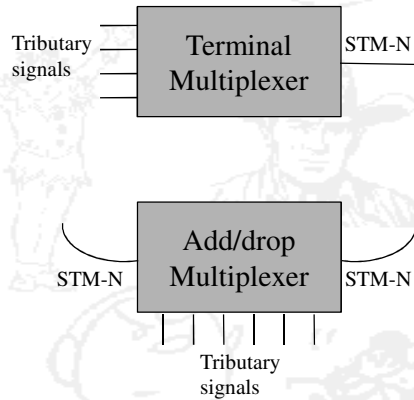 Tributary
signals
Terminal
Multiplexer
STM-N
STM-N
Add/drop
Multiplexer
STM-N
Tributary
signals